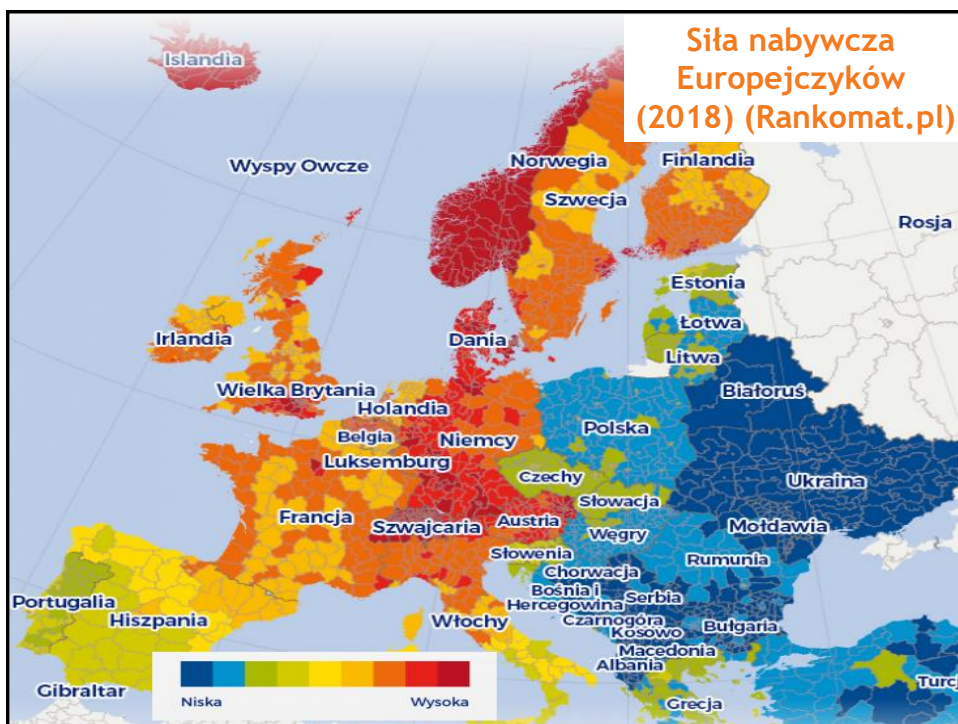 Siła nabywcza
Europejczyków
(2018) (Rankomat.pl)
Islandia
Wyspy Owcze
Norwegia
Finlandia
Szwecja
Rosja
Estonia
Irlandia
Dania
Łotwa
Litwa
Wielka Brytania
Białoruś
Holandia
Belgia
Niemcy
Polska
Luksemburg
Czechy
Ukraina
Słowacja
Francja
Szwajcaria
Austria
Węgry
Mołdawia
Słowenia
Rumunia
Chorwacja
Bośnia i
Hercegowina
Serbia
Portugalia
Hiszpania
Włochy
Czarnogóra
Kosowo
Bułgaria
Macedonia
Albania
Gibraltar
Niska
Wysoka
Grecja
Turcj